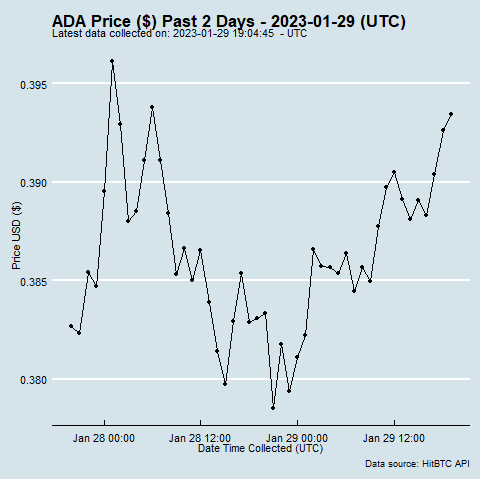 ADA Price ($) Past 2 Days - 2023-01-29 (UTC)
Latest data collected on: 2023-01-29 19:04:45 - UTC
0.395
0.390
0.385
0.380
Price USD ($)
Jan 28 00:00 Jan 28 12:00 Jan 29 00:00 Jan 29 12:00
Date Time Collected (UTC)
Data source: HitBTC API